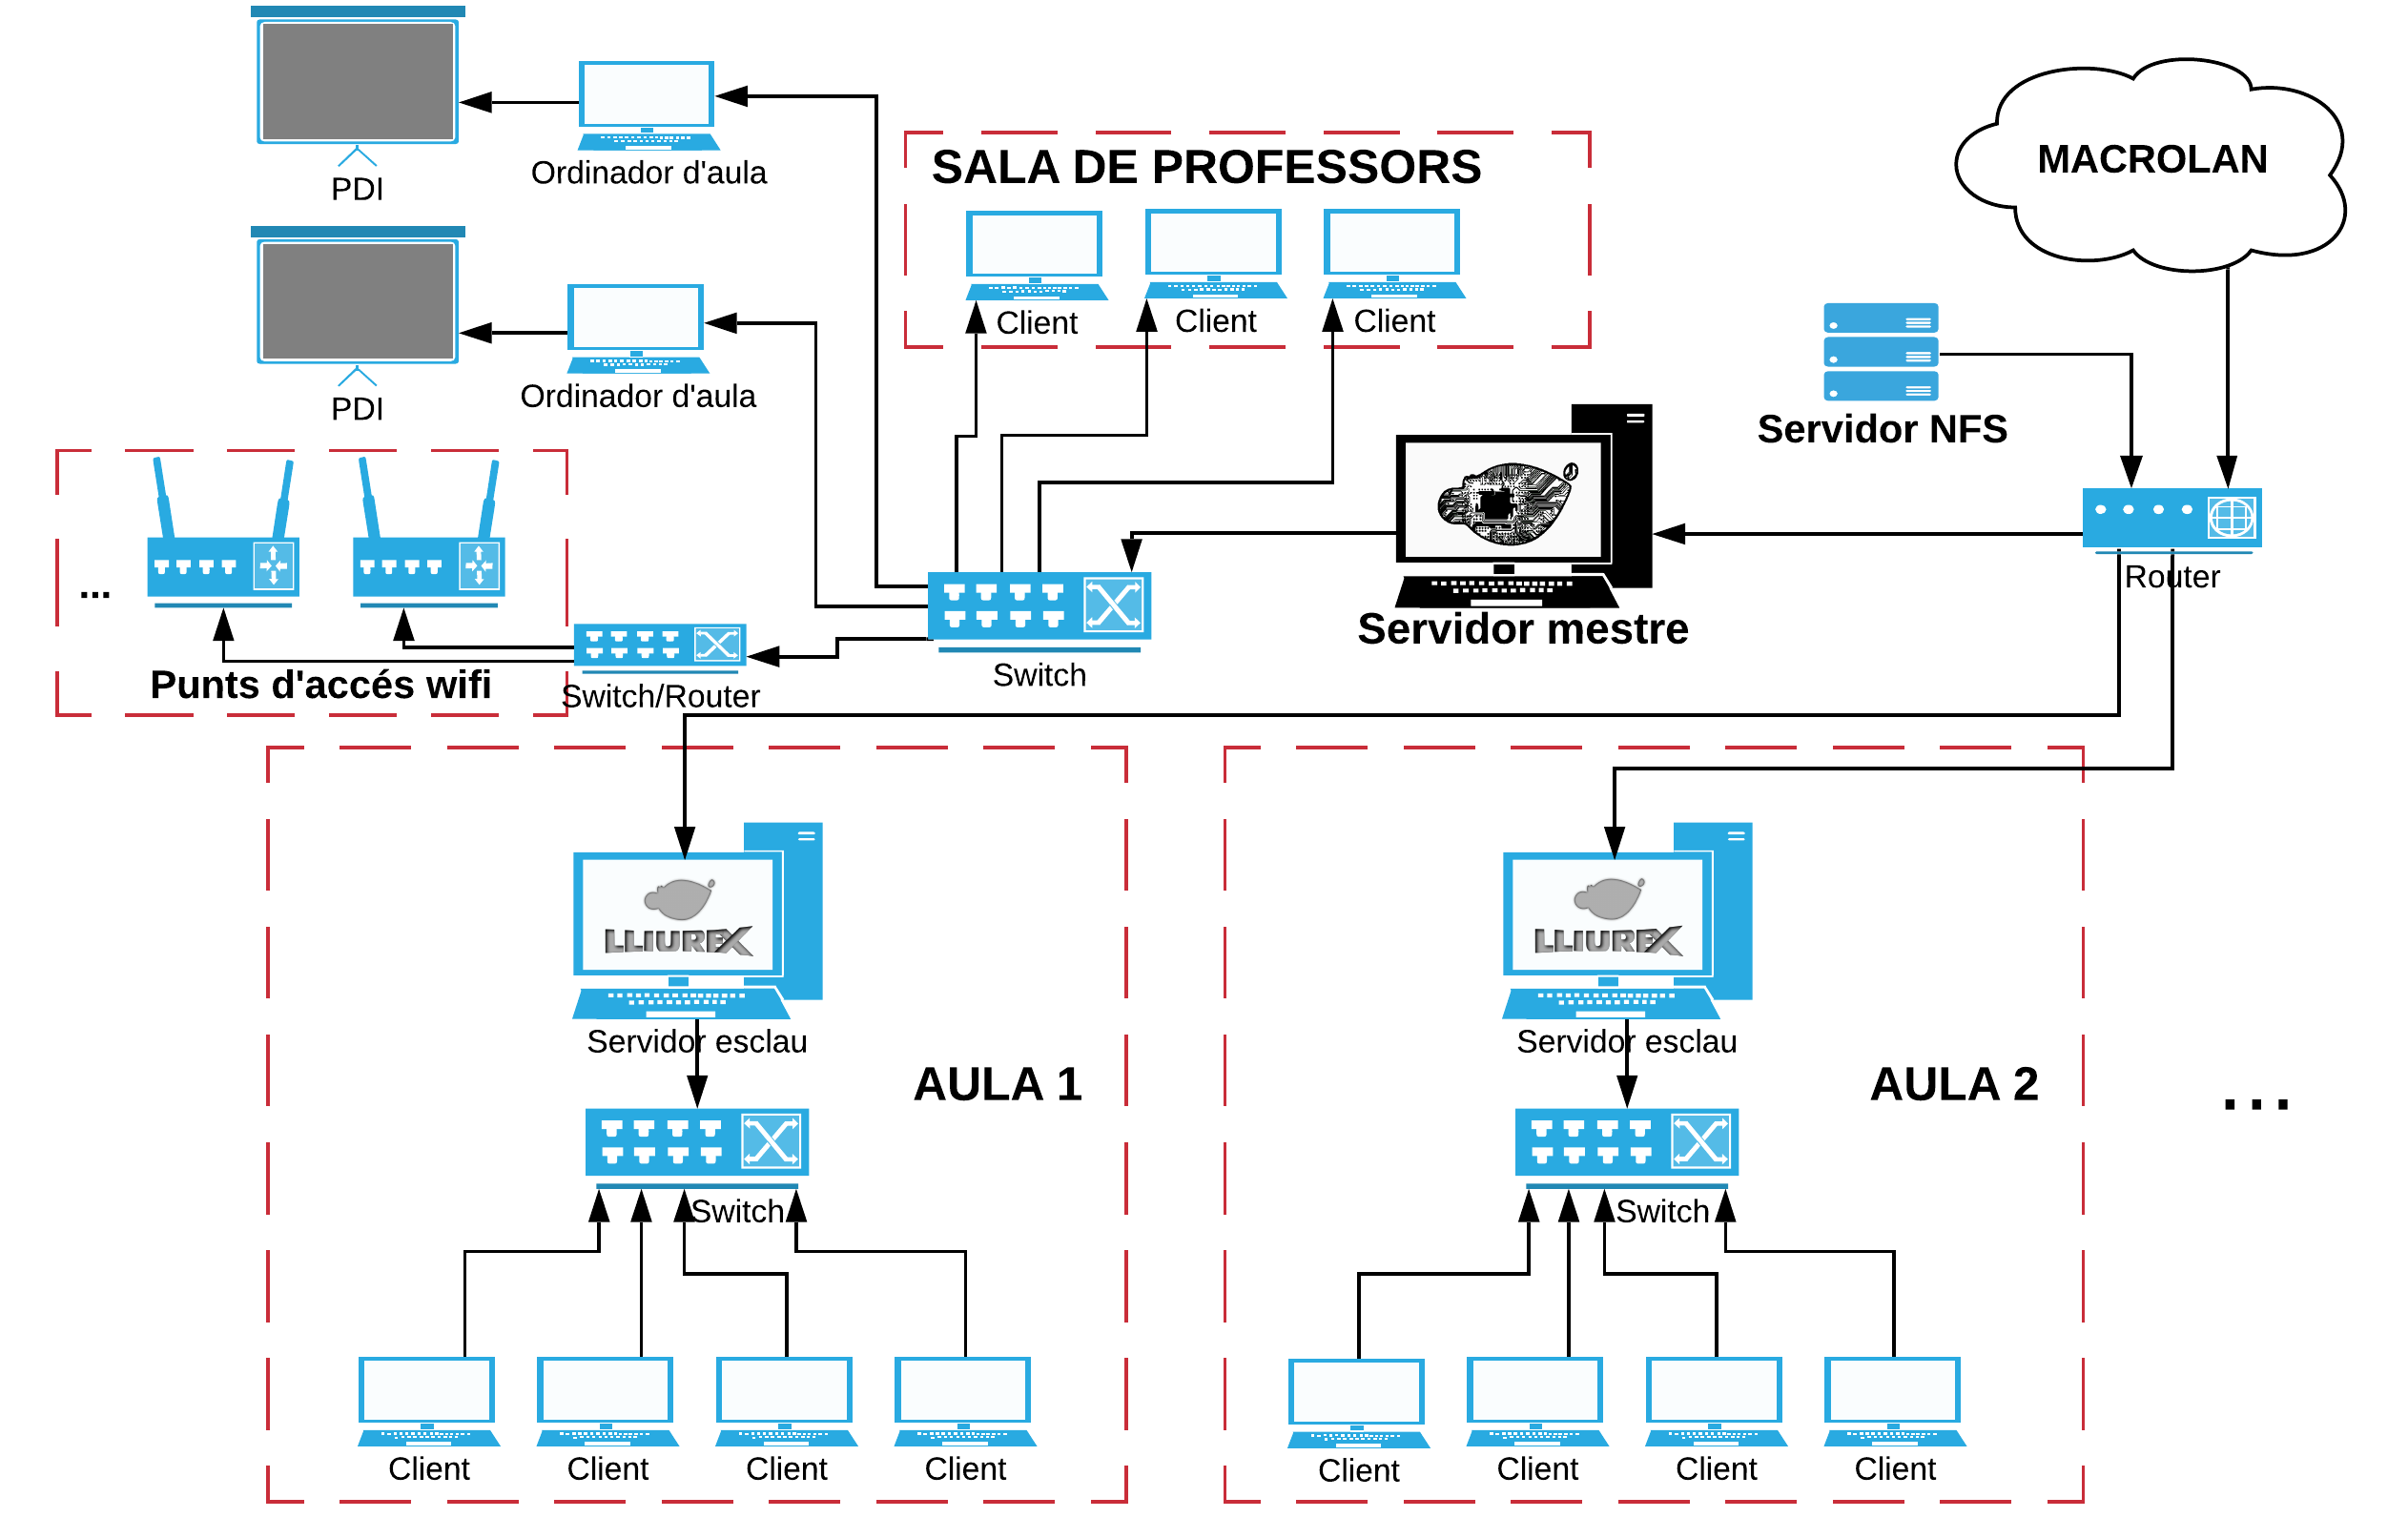 MACROLAN
Ordinador d'aula
PDI
SALA DE PROFESSORS
Client
Client
Client
Ordinador d'aula
PDI
Servidor NFS
Router
...
Punts d'accés wifi
Switch/Router
Switch
Servidor mestre
LLIUREX
Servidor esclau
AULA 1
Switch
Client
Client
Client
Client
LLIUREX
Servidor esclau
AULA 2
Switch
Client
Client
Client
Client
...